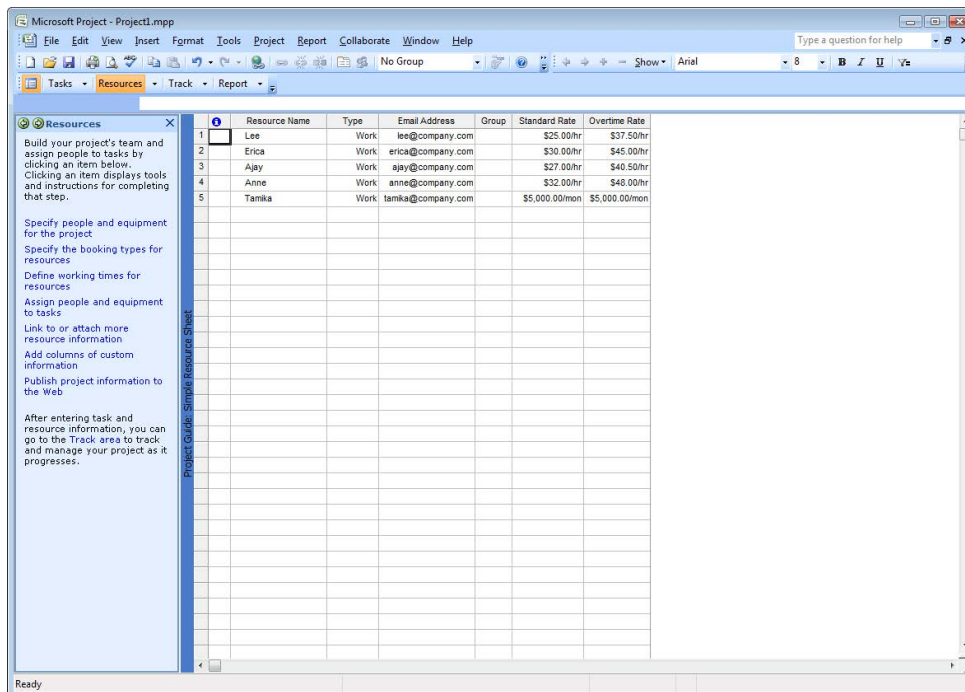 Microsoft Project - Project1.mpp
File Edit View Insert Format Tools Project Report Collaborate Window Help Type a question for help
No Group Show Arial 8 B I U
Tasks Resources Track Report
Resources
Build your project's team and
assign people to tasks by
clicking an item below.
Clicking an item displays tools
and instructions for completing
that step.
Specify people and equipment
for the project
Specify the booking types for
resources
Define working times for
resources
Assign people and equipment
to tasks
Link to or attach more
resource information
Add columns of custom
information
Publish project information to
the Web
After entering task and
resource information, you can
go to the Track area to track
and manage your project as it
progresses.
Project Guide: Simple Resource Sheet
Resource Name Type Email Address Group Standard Rate Overtime Rate
1 Lee Work lee@company.com $25.00/hr $37.50/hr
2 Erica Work erica@company.com $30.00/hr $45.00/hr
3 Ajay Work ajay@company.com $27.00/hr $40.50/hr
4 Anne Work anne@company.com $32.00/hr $48.00/hr
5 Tamika Work tamika@company.com $5,000.00/mon $5,000.00/mon
Ready